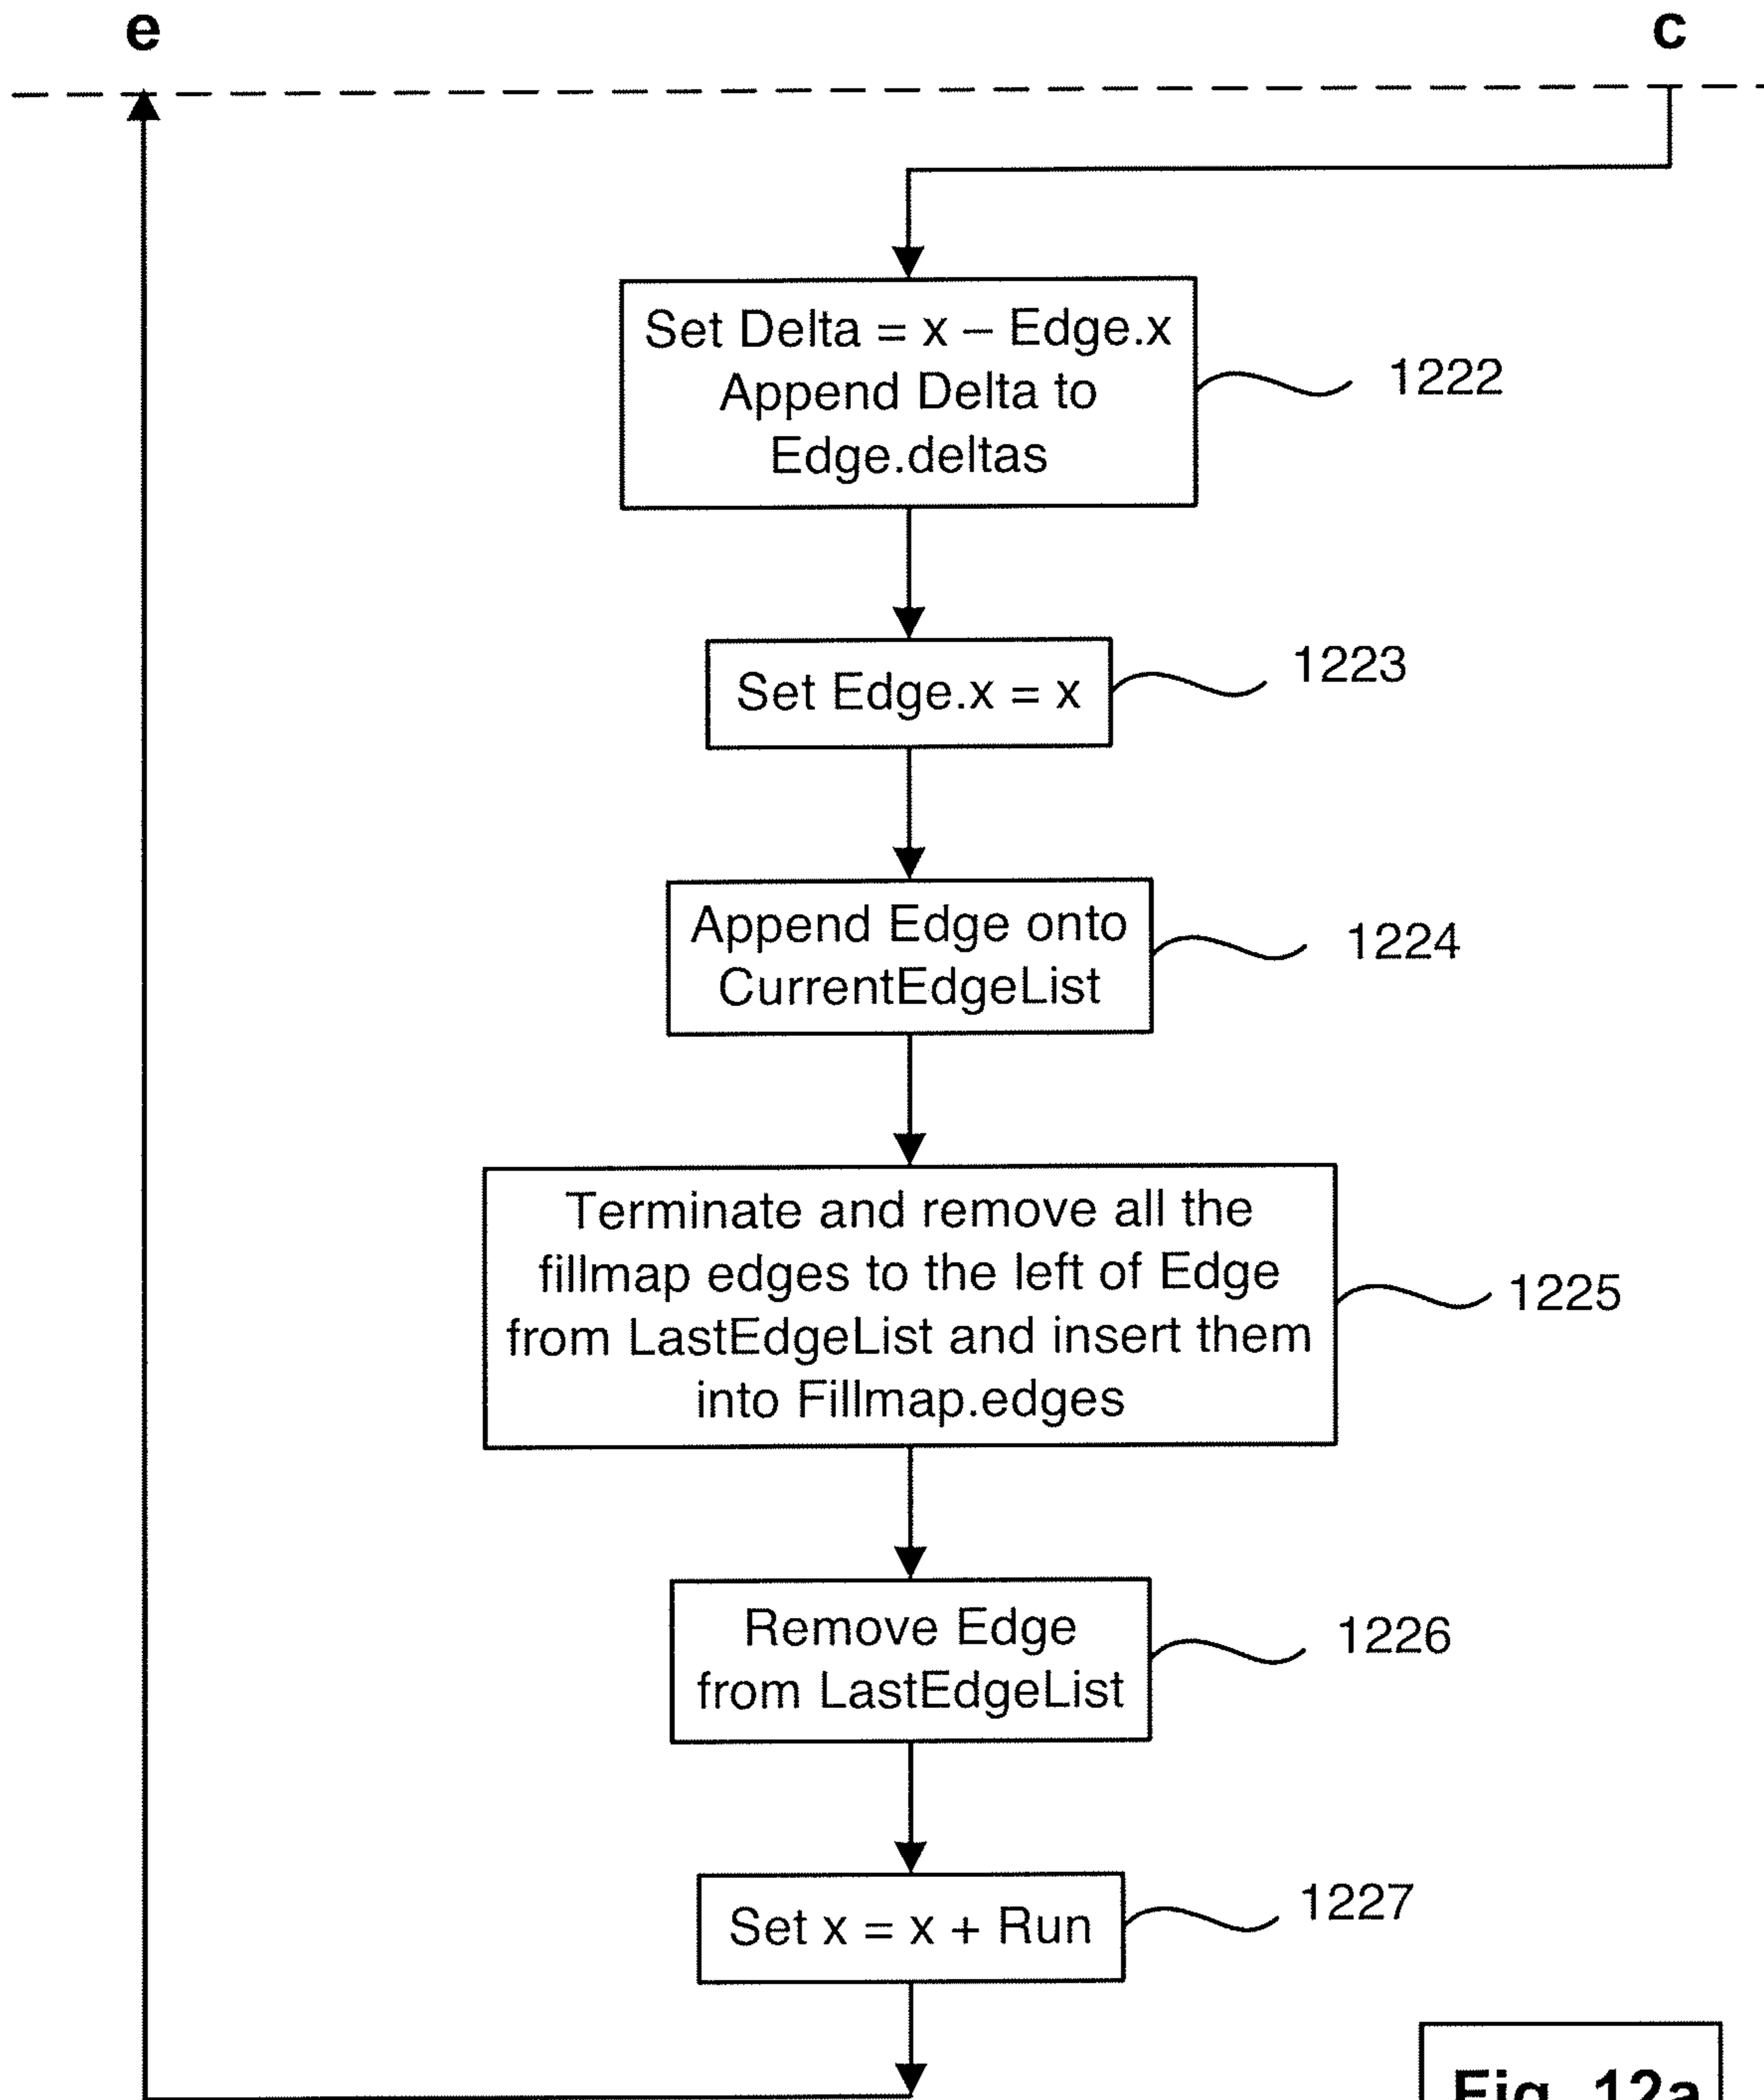 e
c
Set Delta = x – Edge.x
Append Delta to
Edge.deltas
1222
Set Edge.x = x
1223
Append Edge onto
CurrentEdgeList
1224
Terminate and remove all the
fillmap edges to the left of Edge
from LastEdgeList and insert them
into Fillmap.edges
1225
Remove Edge
from LastEdgeList
1226
Set x = x + Run
1227
Fig. 12a